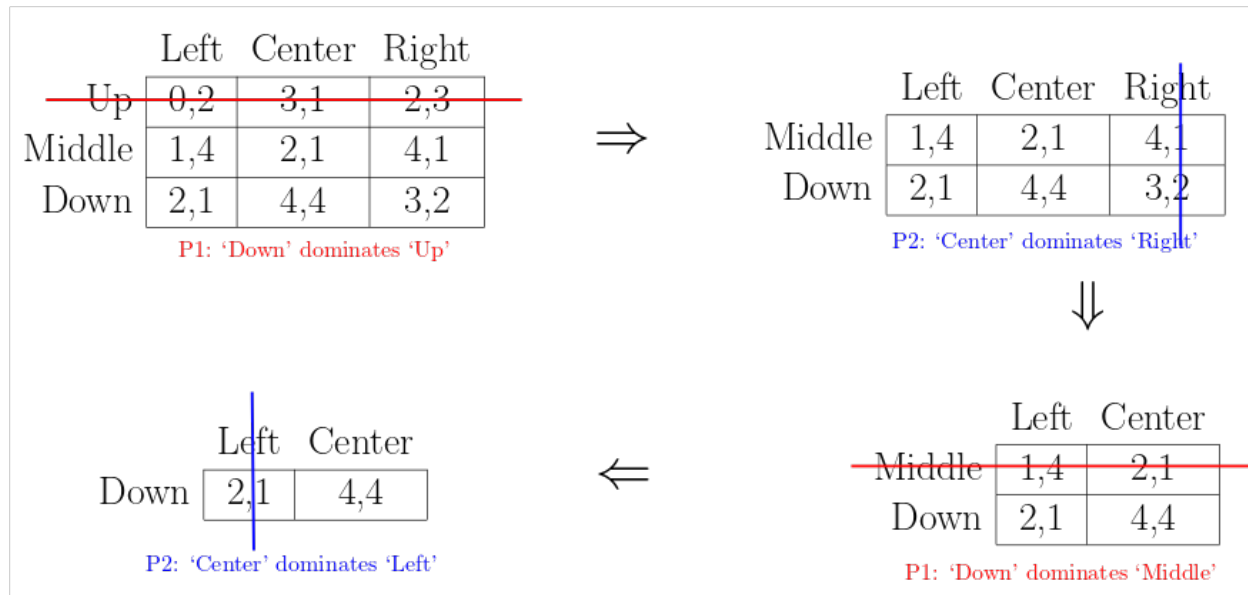 Left Center Right
Up 0,2 3,1 2,3
Middle 1,4 2,1 4,1
Down 2,1 4,4 3,2
P1: ‘Down’ dominates ‘Up’
⇒
Left Center Right
Middle 1,4 2,1 4,1
Down 2,1 4,4 3,2
P2: ‘Center’ dominates ‘Right’
⇓
Left Center
Middle 1,4 2,1
Down 2,1 4,4
P1: ‘Down’ dominates ‘Middle’
⇐
Left Center
Down 2,1 4,4
P2: ‘Center’ dominates ‘Left’